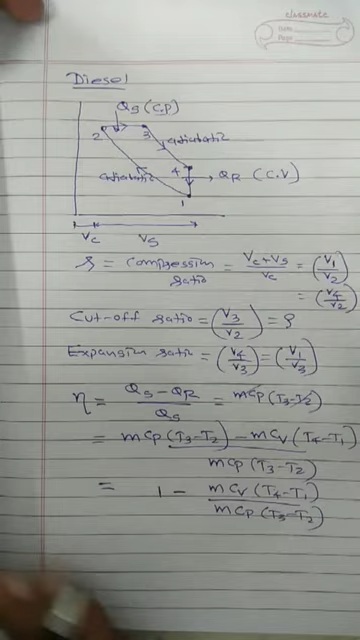 classmate
Date
Page
Diesel
Qs (C.P)
2 3 adiabatic
adiabatic 4 → QR (C.V)
1
Vc Vs
r = compression ratio = (Vc + Vs)/Vc = (V1/V2)
= (V4/V2)
Cut-off ratio = (V3/V2) = ρ
Expansion ratio = (V4/V3) = (V1/V3)
η = (Qs - QR)/Qs = mCp(T3-T2)
= (mCp(T3-T2) - mCv(T4-T1))/(mCp(T3-T2))
= 1 - (mCv(T4-T1))/(mCp(T3-T2))